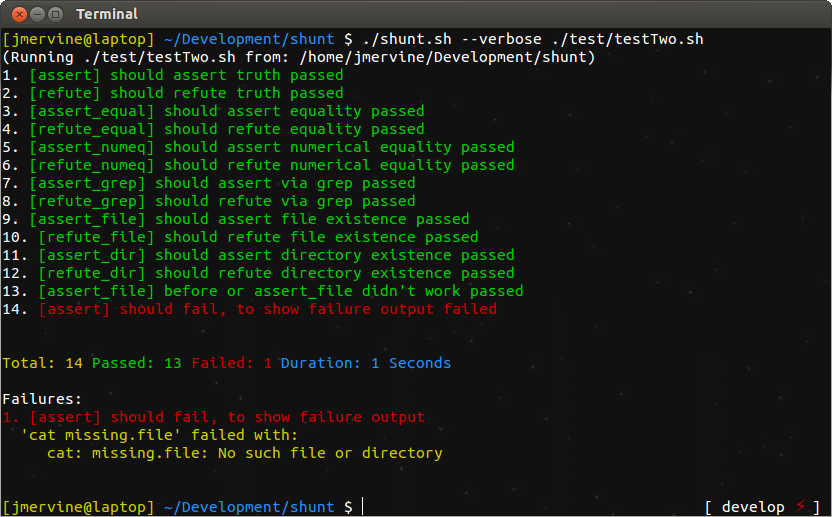 Terminal
[jmervine@laptop] ~/Development/shunt $ ./shunt.sh --verbose ./test/testTwo.sh
(Running ./test/testTwo.sh from: /home/jmervine/Development/shunt)
1. [assert] should assert truth passed
2. [refute] should refute truth passed
3. [assert_equal] should assert equality passed
4. [refute_equal] should refute equality passed
5. [assert_numeq] should assert numerical equality passed
6. [refute_numeq] should refute numerical equality passed
7. [assert_grep] should assert via grep passed
8. [refute_grep] should refute via grep passed
9. [assert_file] should assert file existence passed
10. [refute_file] should refute file existence passed
11. [assert_dir] should assert directory existence passed
12. [refute_dir] should refute directory existence passed
13. [assert_file] before or assert_file didn't work passed
14. [assert] should fail, to show failure output failed
Total: 14 Passed: 13 Failed: 1 Duration: 1 Seconds
Failures:
1. [assert] should fail, to show failure output
'cat missing.file' failed with:
cat: missing.file: No such file or directory
[jmervine@laptop] ~/Development/shunt $ [ develop ⚡ ]